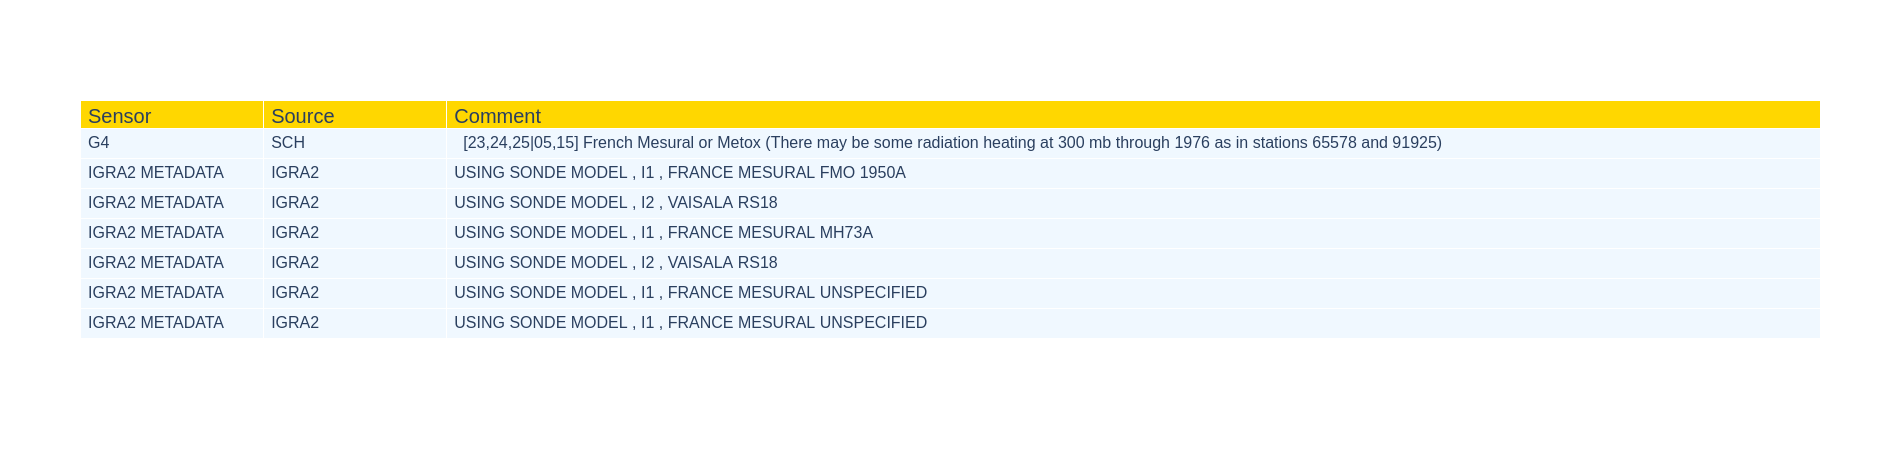 Sensor Source Comment
G4 SCH [23,24,25|05,15] French Mesural or Metox (There may be some radiation heating at 300 mb through 1976 as in stations 65578 and 91925)
IGRA2 METADATA IGRA2 USING SONDE MODEL , I1 , FRANCE MESURAL FMO 1950A
IGRA2 METADATA IGRA2 USING SONDE MODEL , I2 , VAISALA RS18
IGRA2 METADATA IGRA2 USING SONDE MODEL , I1 , FRANCE MESURAL MH73A
IGRA2 METADATA IGRA2 USING SONDE MODEL , I2 , VAISALA RS18
IGRA2 METADATA IGRA2 USING SONDE MODEL , I1 , FRANCE MESURAL UNSPECIFIED
IGRA2 METADATA IGRA2 USING SONDE MODEL , I1 , FRANCE MESURAL UNSPECIFIED